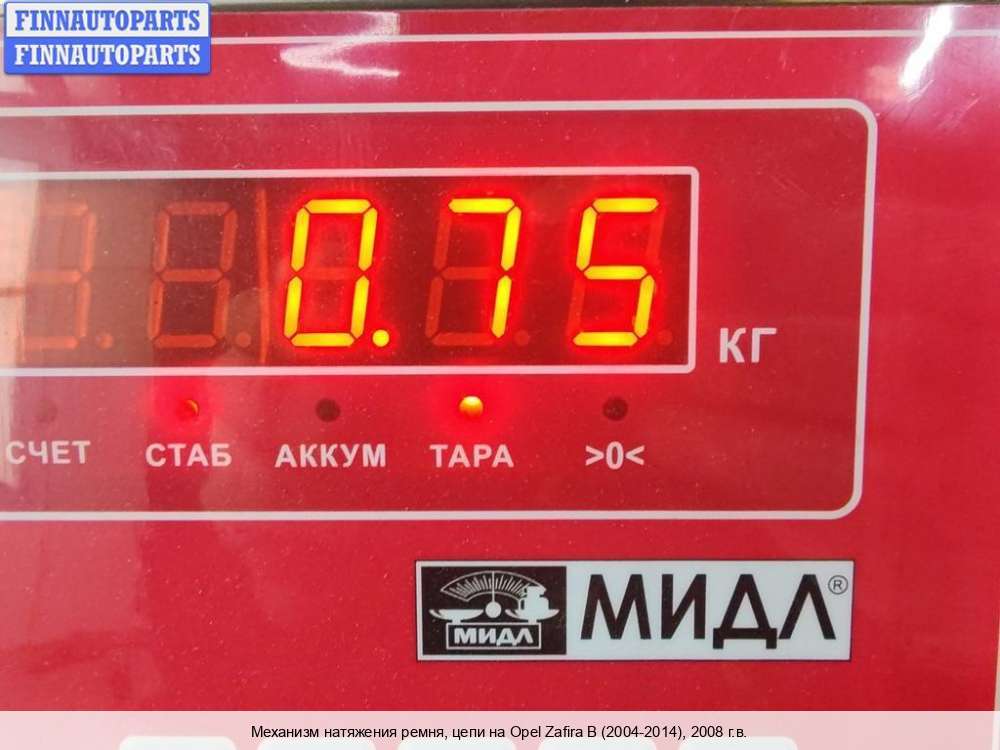 FINNAUTOPARTS
FINNAUTOPARTS
0.75
КГ
СЧЕТ СТАБ АККУМ ТАРА >0<
МИДЛ МИДЛ®
Механизм натяжения ремня, цепи на Opel Zafira B (2004-2014), 2008 г.в.